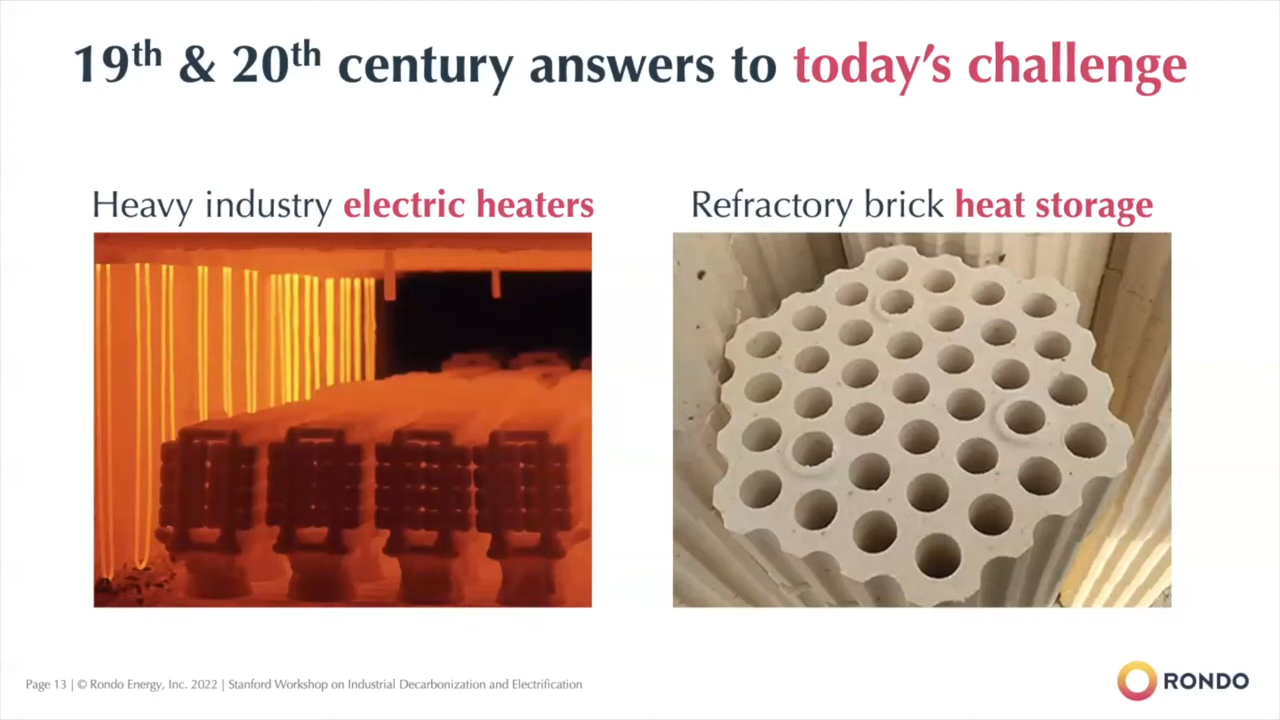 19th & 20th century answers to today's challenge
Heavy industry electric heaters
Refractory brick heat storage
Page 13 | © Rondo Energy, Inc. 2022 | Stanford Workshop on Industrial Decarbonization and Electrification
RONDO